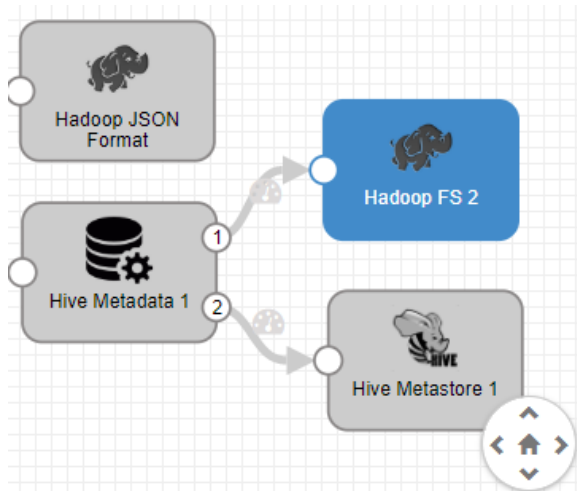 Hadoop JSON
Format
Hadoop FS 2
1
Hive Metadata 1
2
HIVE
Hive Metastore 1